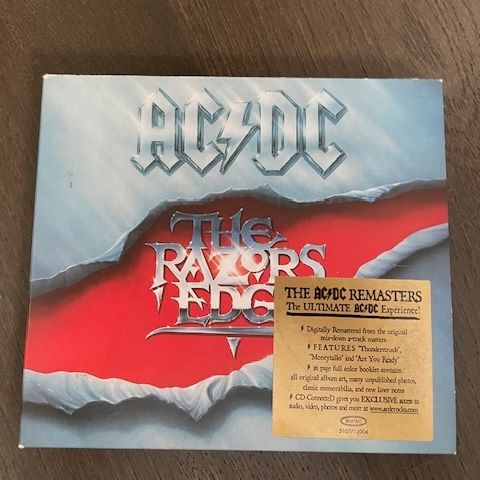 AC⚡DC
THE
RAZORS
EDG
THE AC⚡DC REMASTERS
The ULTIMATE AC⚡DC Experience!
Digitally Remastered from the original
mix-down 2-track masters
FEATURES "Thunderstruck",
"Moneytalks" and "Are You Ready"
page full color booklet contains
all original album art, many unpublished photos,
classic memorabilia, and new liner notes
CD ConnecteD gives you EXCLUSIVE access to
audio, video, photos and more at www.acdcrocks.com
EPIC
5107712004